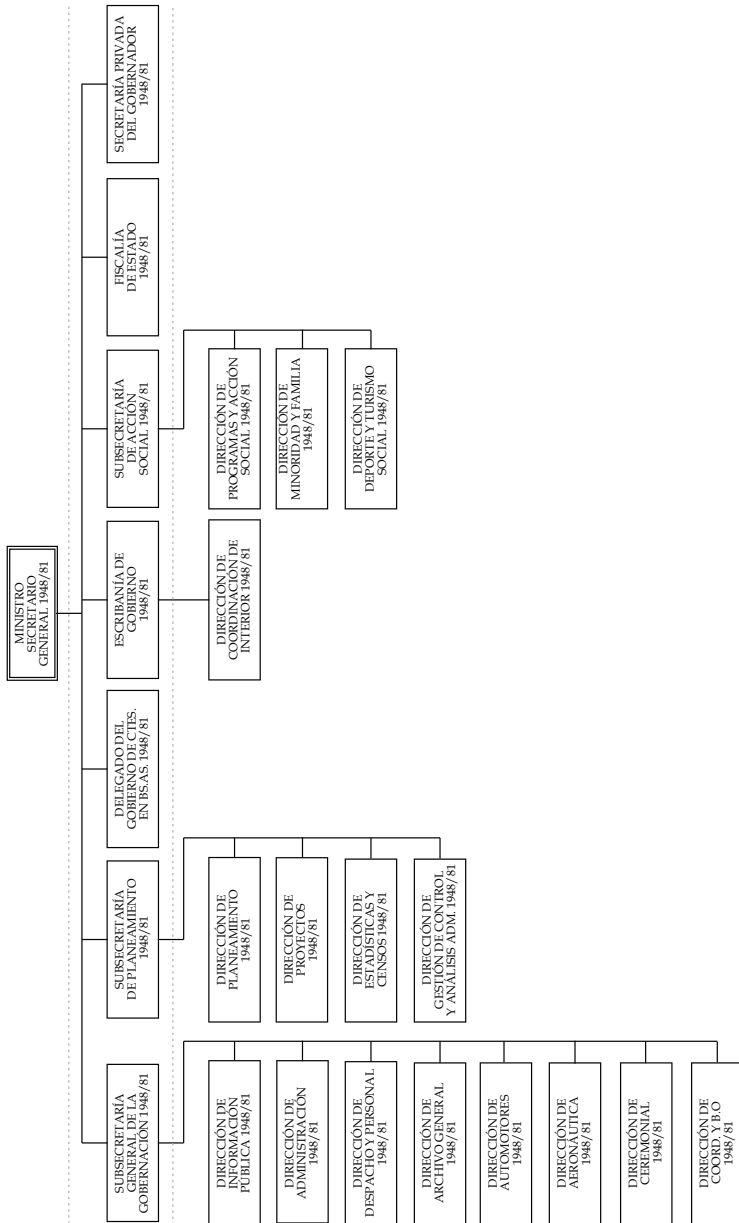 MINISTRO
SECRETARIO
GENERAL 1948/81
SUBSECRETARÍA
GENERAL DE LA
GOBERNACIÓN 1948/81
SUBSECRETARÍA
DE PLANEAMIENTO
1948/81
DELEGADO DEL
GOBIERNO DE CTES.
EN BS.AS. 1948/81
ESCRIBANÍA DE
GOBIERNO
1948/81
SUBSECRETARÍA
DE ACCIÓN
SOCIAL 1948/81
FISCALÍA
DE ESTADO
1948/81
SECRETARÍA PRIVADA
DEL GOBERNADOR
1948/81
DIRECCIÓN DE
INFORMACIÓN
PÚBLICA 1948/81
DIRECCIÓN DE
ADMINISTRACIÓN
1948/81
DIRECCIÓN DE
DESPACHO Y PERSONAL
1948/81
DIRECCIÓN DE
ARCHIVO GENERAL
1948/81
DIRECCIÓN DE
AUTOMOTORES
1948/81
DIRECCIÓN DE
AERONÁUTICA
1948/81
DIRECCIÓN DE
CEREMONIAL
1948/81
DIRECCIÓN DE
COORD. Y B.O
1948/81
DIRECCIÓN DE
PLANEAMIENTO
1948/81
DIRECCIÓN DE
PROYECTOS
1948/81
DIRECCIÓN DE
ESTADÍSTICAS Y
CENSOS 1948/81
DIRECCIÓN DE
GESTIÓN DE CONTROL
Y ANÁLISIS ADM. 1948/81
DIRECCIÓN DE
COORDINACIÓN DE
INTERIOR 1948/81
DIRECCIÓN DE
PROGRAMAS Y ACCIÓN
SOCIAL 1948/81
DIRECCIÓN DE
MINORIDAD Y FAMILIA
1948/81
DIRECCIÓN DE
DEPORTE Y TURISMO
SOCIAL 1948/81